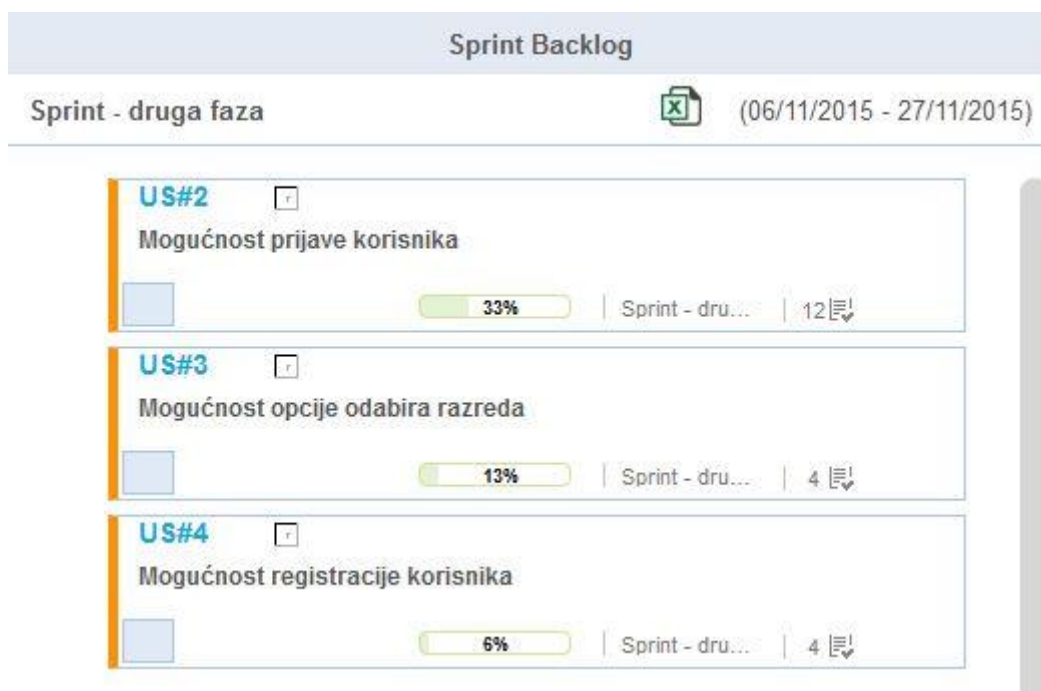 Sprint Backlog
Sprint - druga faza (06/11/2015 - 27/11/2015)
US#2
Mogućnost prijave korisnika
33% Sprint - dru... 12
US#3
Mogućnost opcije odabira razreda
13% Sprint - dru... 4
US#4
Mogućnost registracije korisnika
6% Sprint - dru... 4